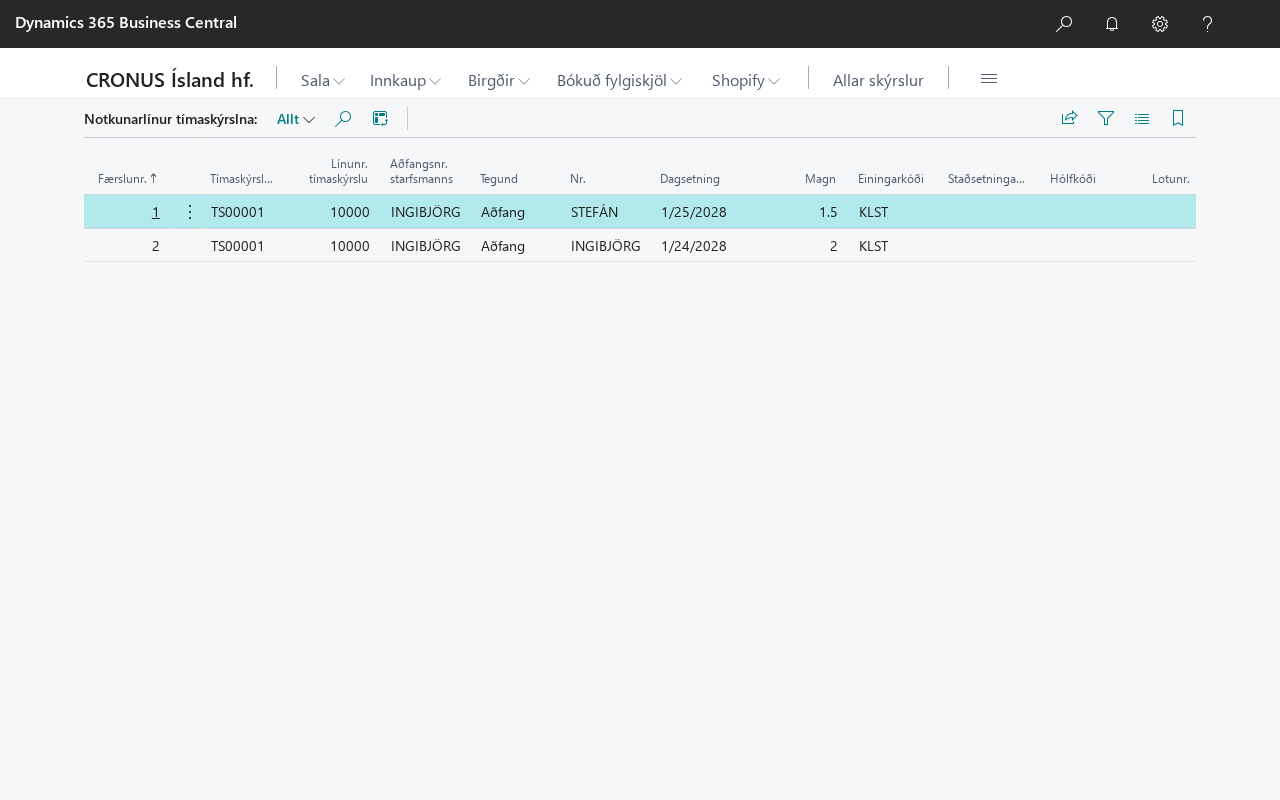 Dynamics 365 Business Central
CRONUS Ísland hf. Sala Innkaup Birgðir Bókuð fylgiskjöl Shopify Allar skýrslur
Notkunarlínur tímaskýrslna: Allt
Færslunr. ↑ Tímaskýrsl... Línunr. tímaskýrslu Aðfangsnr. starfsmanns Tegund Nr. Dagsetning Magn Einingarkóði Staðsetninga... Hólfkóði Lotunr.
1 TS00001 10000 INGIBJÖRG Aðfang STEFÁN 1/25/2028 1.5 KLST
2 TS00001 10000 INGIBJÖRG Aðfang INGIBJÖRG 1/24/2028 2 KLST